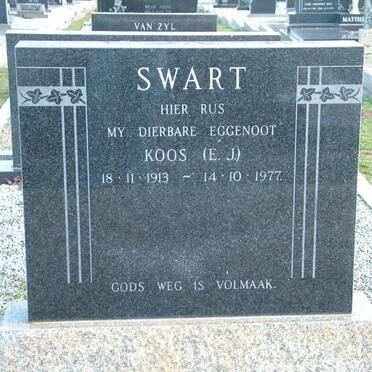 VAN ZYL
SWART
HIER RUS
MY DIERBARE EGGENOOT
KOOS (E. J.)
18 · 11 · 1913 – 14 · 10 · 1977.
GODS WEG IS VOLMAAK.